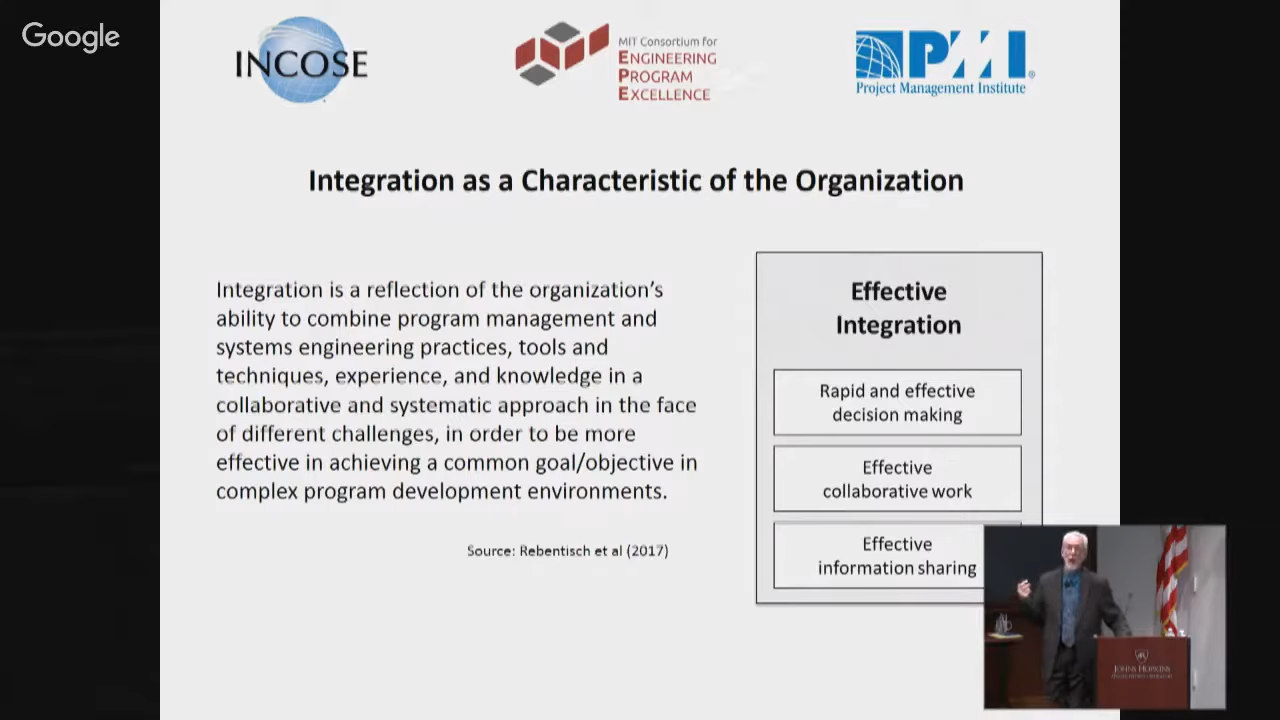 Google
INCOSE
MIT Consortium for
ENGINEERING
PROGRAM
EXCELLENCE
PMI
®
Project Management Institute
Integration as a Characteristic of the Organization
Integration is a reflection of the organization's
ability to combine program management and
systems engineering practices, tools and
techniques, experience, and knowledge in a
collaborative and systematic approach in the face
of different challenges, in order to be more
effective in achieving a common goal/objective in
complex program development environments.
Source: Rebentisch et al (2017)
Effective
Integration
Rapid and effective
decision making
Effective
collaborative work
Effective
information sharing
JOHNS HOPKINS